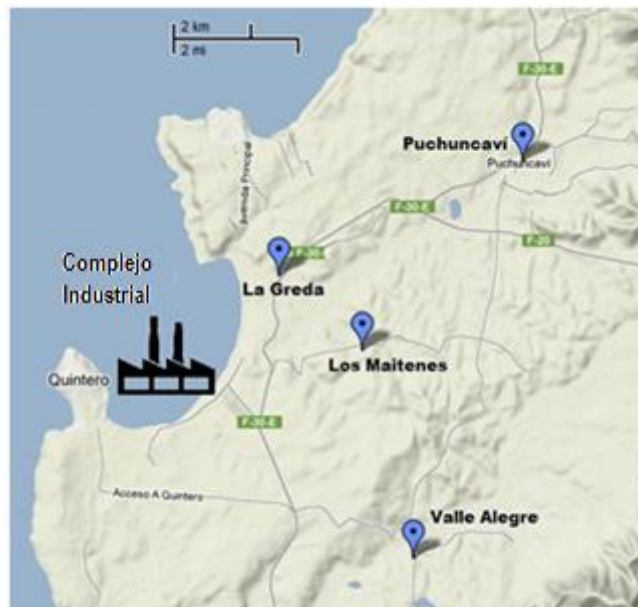 2 km
2 mi
F-30-E
Puchuncaví
Puchuncaví
F-30-E
F-20
Avenida Principal
F-30-
La Greda
Complejo
Industrial
Los Maitenes
Quintero
F-30-E
Acceso A Quintero
Valle Alegre